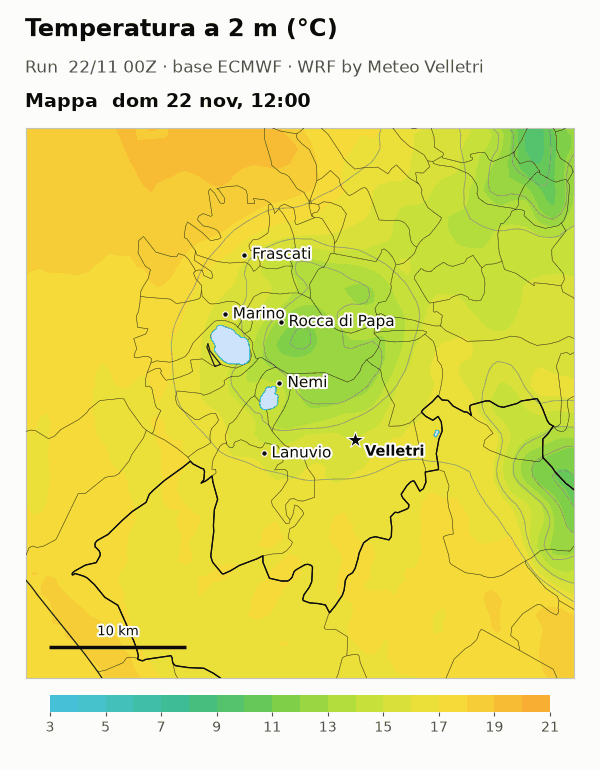 Temperatura a 2 m (°C)
Run  22/11 00Z · base ECMWF · WRF by Meteo Velletri
Mappa  dom 22 nov, 12:00
Frascati
Marino
Rocca di Papa
Nemi
Velletri
Lanuvio
10 km
3 5 7 9 11 13 15 17 19 21